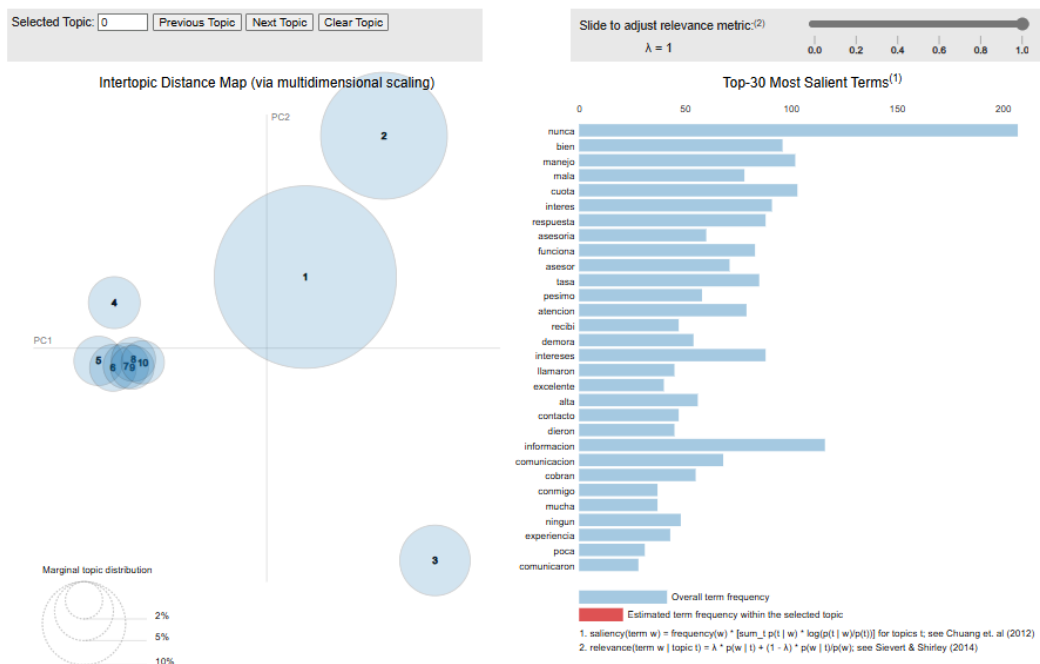 Selected Topic: 0 Previous Topic Next Topic Clear Topic
Slide to adjust relevance metric:(2)
λ = 1
0.0 0.2 0.4 0.6 0.8 1.0
Intertopic Distance Map (via multidimensional scaling)
PC2
PC1
1
2
3
4
5
6
7
8
9
10
Marginal topic distribution
2%
5%
10%
Top-30 Most Salient Terms(1)
0 50 100 150 200
nunca
bien
manejo
mala
cuota
interes
respuesta
asesoria
funciona
asesor
tasa
pesimo
atencion
recibi
demora
intereses
llamaron
excelente
alta
contacto
dieron
informacion
comunicacion
cobran
conmigo
mucha
ningun
experiencia
poca
comunicaron
Overall term frequency
Estimated term frequency within the selected topic
1. saliency(term w) = frequency(w) * [sum_t p(t | w) * log(p(t | w)/p(t))] for topics t; see Chuang et. al (2012)
2. relevance(term w | topic t) = λ * p(w | t) + (1 - λ) * p(w | t)/p(w); see Sievert & Shirley (2014)